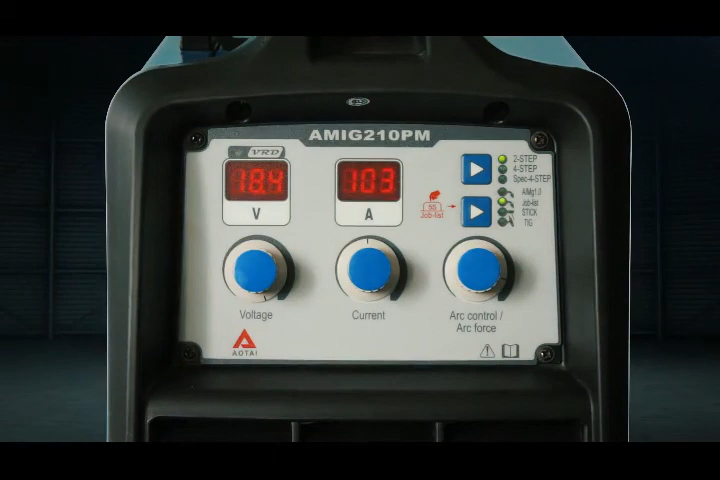 AMIG210PM
VRD
18.4
103
V
A
2-STEP
4-STEP
Spec-4-STEP
AlMg1.0
Job-list
STICK
TIG
Job-list
Voltage
Current
Arc control /
Arc force
AOTAI